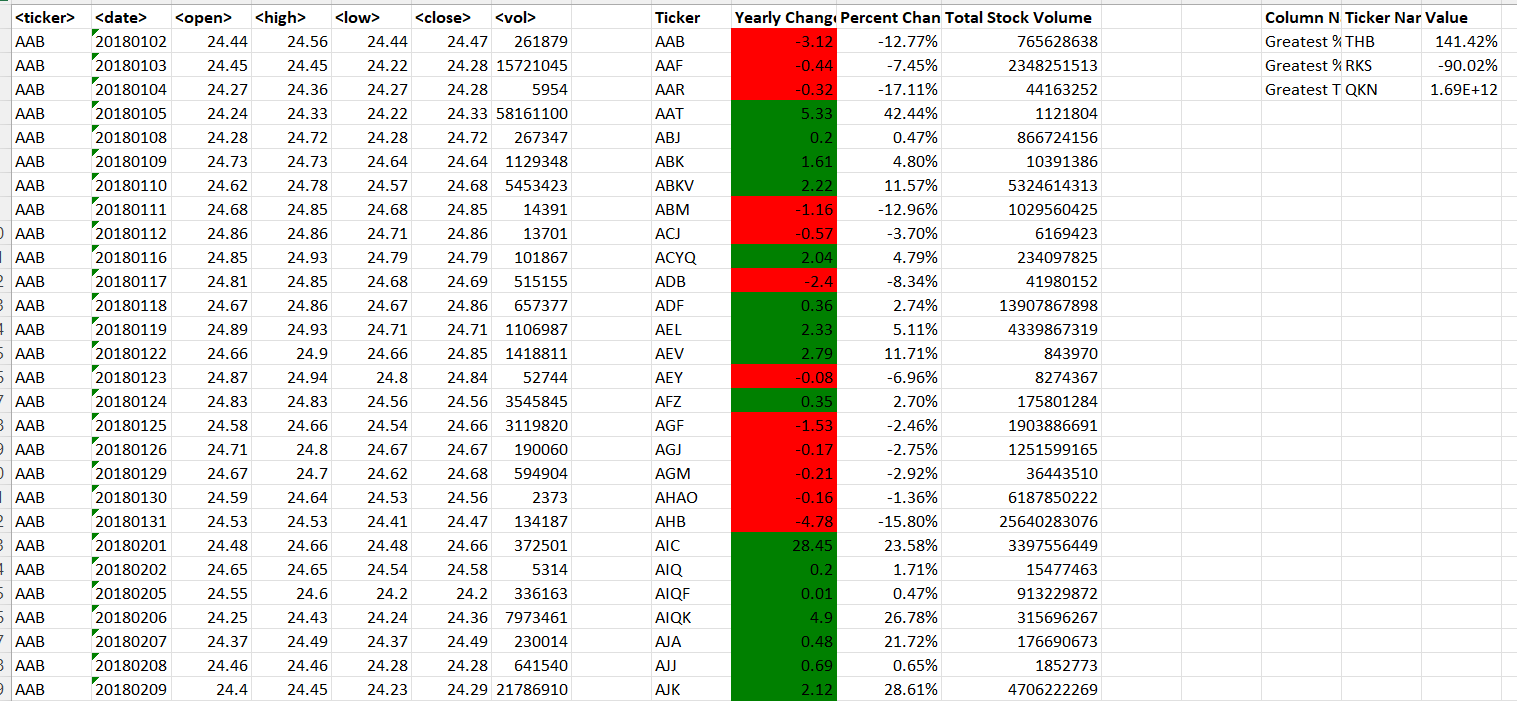 <ticker> <date> <open> <high> <low> <close> <vol> Ticker Yearly Change Percent Chan Total Stock Volume Column N Ticker Nar Value
AAB 20180102 24.44 24.56 24.44 24.47 261879 AAB -3.12 -12.77% 765628638 Greatest % THB 141.42%
AAB 20180103 24.45 24.45 24.22 24.28 15721045 AAF -0.44 -7.45% 2348251513 Greatest % RKS -90.02%
AAB 20180104 24.27 24.36 24.27 24.28 5954 AAR -0.32 -17.11% 44163252 Greatest T QKN 1.69E+12
AAB 20180105 24.24 24.33 24.22 24.33 58161100 AAT 5.33 42.44% 1121804
AAB 20180108 24.28 24.72 24.28 24.72 267347 ABJ 0.2 0.47% 866724156
AAB 20180109 24.73 24.73 24.64 24.64 1129348 ABK 1.61 4.80% 10391386
AAB 20180110 24.62 24.78 24.57 24.68 5453423 ABKV 2.22 11.57% 5324614313
AAB 20180111 24.68 24.85 24.68 24.85 14391 ABM -1.16 -12.96% 1029560425
AAB 20180112 24.86 24.86 24.71 24.86 13701 ACJ -0.57 -3.70% 6169423
AAB 20180116 24.85 24.93 24.79 24.79 101867 ACYQ 2.04 4.79% 234097825
AAB 20180117 24.81 24.85 24.68 24.69 515155 ADB -2.4 -8.34% 41980152
AAB 20180118 24.67 24.86 24.67 24.86 657377 ADF 0.36 2.74% 13907867898
AAB 20180119 24.89 24.93 24.71 24.71 1106987 AEL 2.33 5.11% 4339867319
AAB 20180122 24.66 24.9 24.66 24.85 1418811 AEV 2.79 11.71% 843970
AAB 20180123 24.87 24.94 24.8 24.84 52744 AEY -0.08 -6.96% 8274367
AAB 20180124 24.83 24.83 24.56 24.56 3545845 AFZ 0.35 2.70% 175801284
AAB 20180125 24.58 24.66 24.54 24.66 3119820 AGF -1.53 -2.46% 1903886691
AAB 20180126 24.71 24.8 24.67 24.67 190060 AGJ -0.17 -2.75% 1251599165
AAB 20180129 24.67 24.7 24.62 24.68 594904 AGM -0.21 -2.92% 36443510
AAB 20180130 24.59 24.64 24.53 24.56 2373 AHAO -0.16 -1.36% 6187850222
AAB 20180131 24.53 24.53 24.41 24.47 134187 AHB -4.78 -15.80% 25640283076
AAB 20180201 24.48 24.66 24.48 24.66 372501 AIC 28.45 23.58% 3397556449
AAB 20180202 24.65 24.65 24.54 24.58 5314 AIQ 0.2 1.71% 15477463
AAB 20180205 24.55 24.6 24.2 24.2 336163 AIQF 0.01 0.47% 913229872
AAB 20180206 24.25 24.43 24.24 24.36 7973461 AIQK 4.9 26.78% 315696267
AAB 20180207 24.37 24.49 24.37 24.49 230014 AJA 0.48 21.72% 176690673
AAB 20180208 24.46 24.46 24.28 24.28 641540 AJJ 0.69 0.65% 1852773
AAB 20180209 24.4 24.45 24.23 24.29 21786910 AJK 2.12 28.61% 4706222269